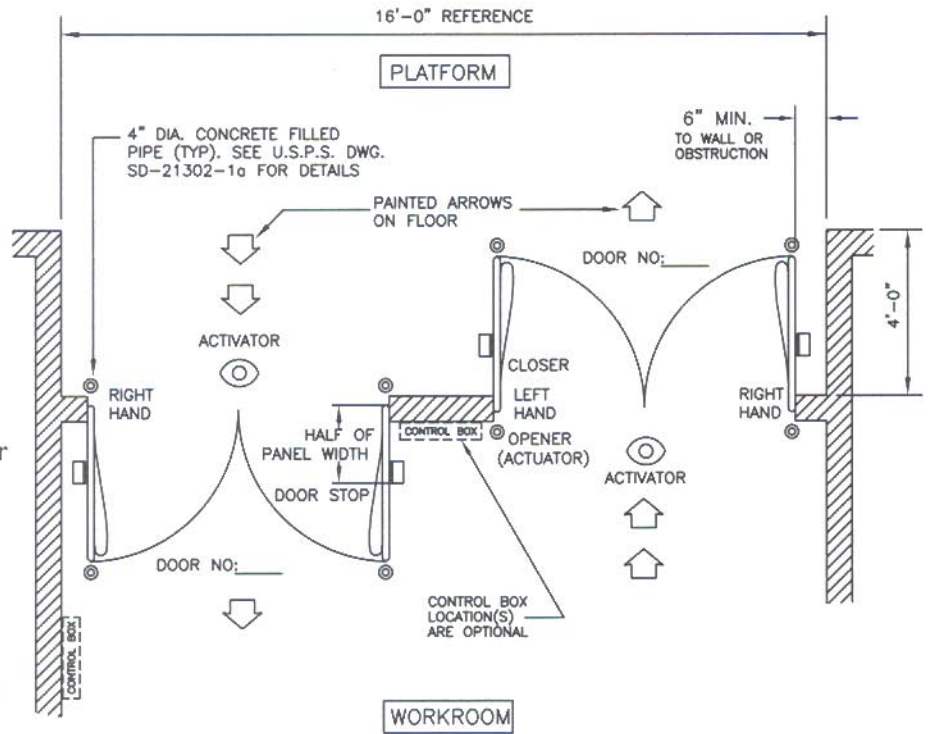 16'-0" REFERENCE
PLATFORM
4" DIA. CONCRETE FILLED
PIPE (TYP). SEE U.S.P.S. DWG.
SD-21302-1a FOR DETAILS
6" MIN.
TO WALL OR
OBSTRUCTION
PAINTED ARROWS
ON FLOOR
DOOR NO:____
4'-0"
ACTIVATOR
CLOSER
RIGHT
HAND
LEFT
HAND
RIGHT
HAND
HALF OF
PANEL WIDTH
CONTROL BOX
OPENER
(ACTUATOR)
ACTIVATOR
DOOR STOP
r
DOOR NO:____
CONTROL BOX
LOCATION(S)
ARE OPTIONAL
CONTROL BOX
WORKROOM